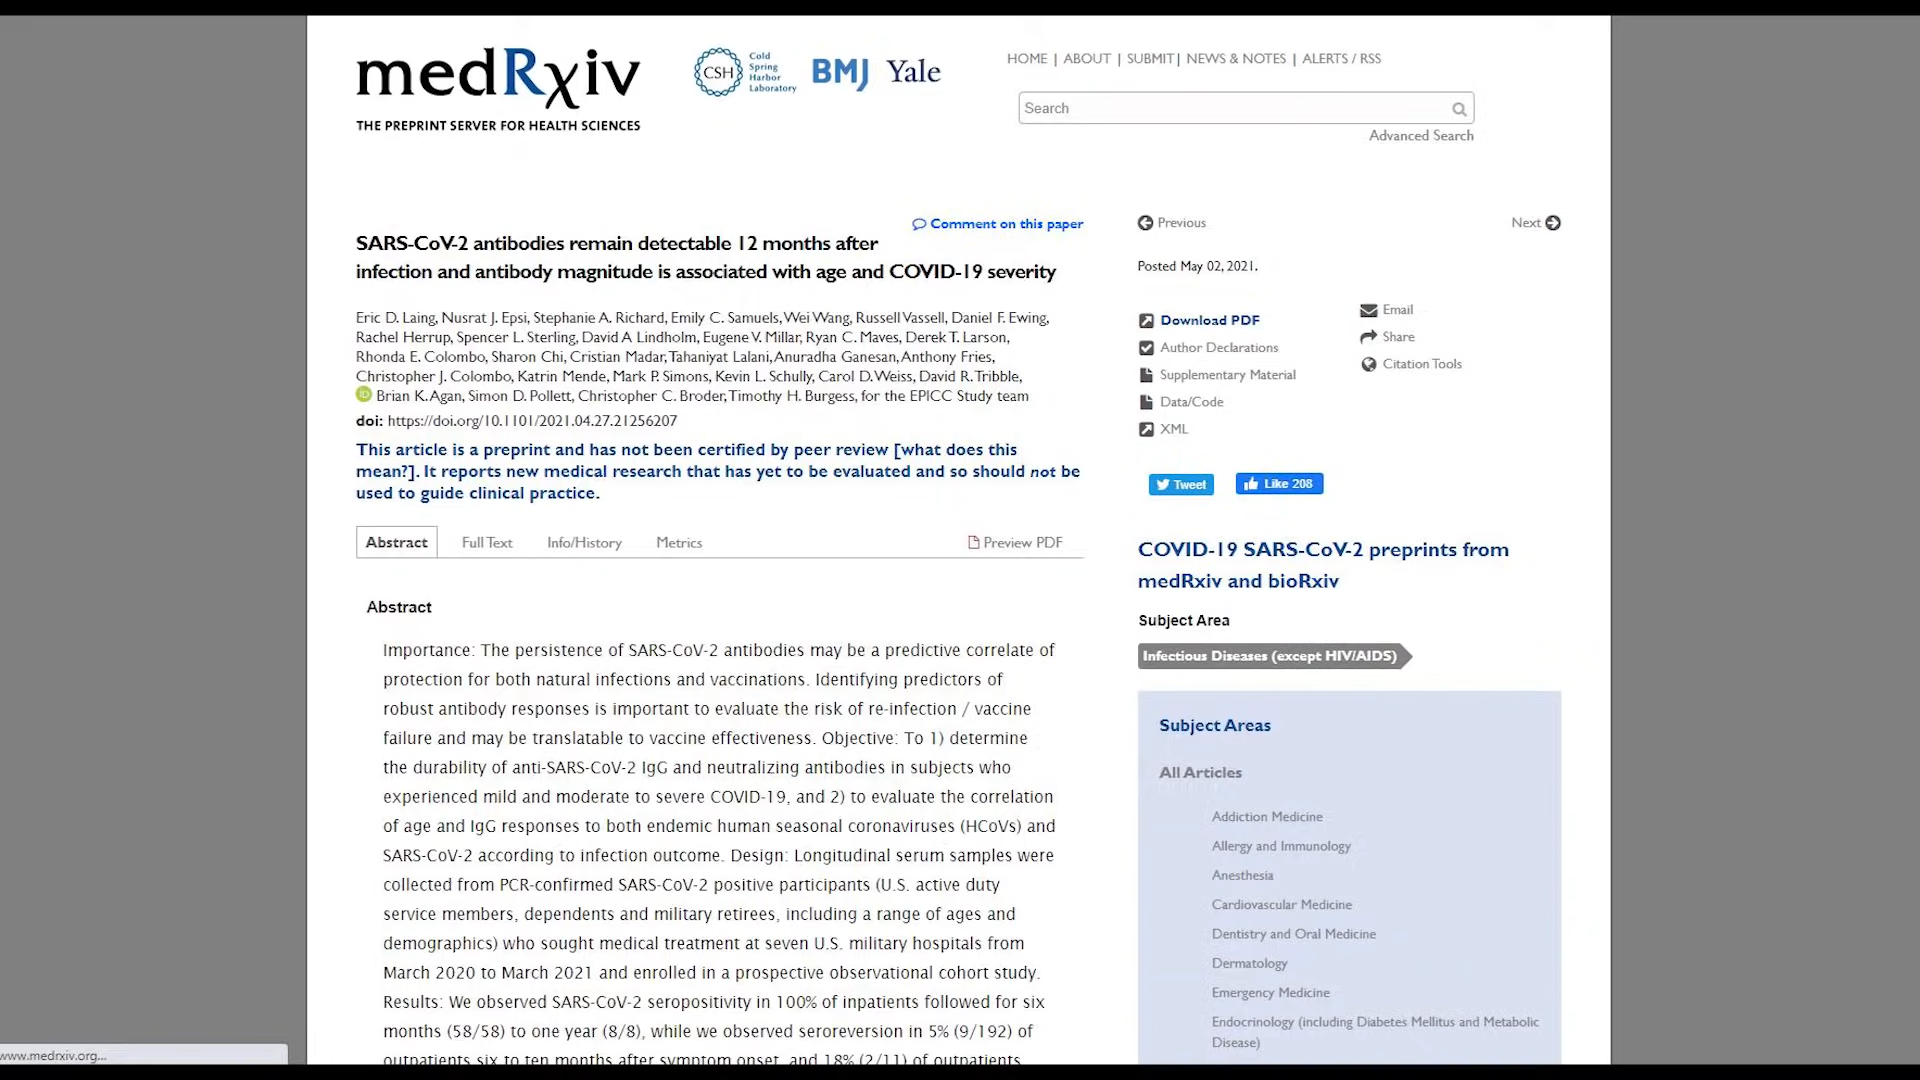 medRxiv
THE PREPRINT SERVER FOR HEALTH SCIENCES
CSH
Cold
Spring
Harbor
Laboratory
BMJ
Yale
HOME | ABOUT | SUBMIT | NEWS & NOTES | ALERTS / RSS
Search
Advanced Search
Comment on this paper
SARS-CoV-2 antibodies remain detectable 12 months after
infection and antibody magnitude is associated with age and COVID-19 severity
Eric D. Laing, Nusrat J. Epsi, Stephanie A. Richard, Emily C. Samuels, Wei Wang, Russell Vassell, Daniel F. Ewing,
Rachel Herrup, Spencer L. Sterling, David A Lindholm, Eugene V. Millar, Ryan C. Maves, Derek T. Larson,
Rhonda E. Colombo, Sharon Chi, Cristian Madar, Tahaniyat Lalani, Anuradha Ganesan, Anthony Fries,
Christopher J. Colombo, Katrin Mende, Mark P. Simons, Kevin L. Schully, Carol D. Weiss, David R. Tribble,
iD Brian K. Agan, Simon D. Pollett, Christopher C. Broder, Timothy H. Burgess, for the EPICC Study team
doi: https://doi.org/10.1101/2021.04.27.21256207
This article is a preprint and has not been certified by peer review [what does this
mean?]. It reports new medical research that has yet to be evaluated and so should not be
used to guide clinical practice.
Abstract
Full Text
Info/History
Metrics
Preview PDF
Abstract
Importance: The persistence of SARS-CoV-2 antibodies may be a predictive correlate of
protection for both natural infections and vaccinations. Identifying predictors of
robust antibody responses is important to evaluate the risk of re-infection / vaccine
failure and may be translatable to vaccine effectiveness. Objective: To 1) determine
the durability of anti-SARS-CoV-2 IgG and neutralizing antibodies in subjects who
experienced mild and moderate to severe COVID-19, and 2) to evaluate the correlation
of age and IgG responses to both endemic human seasonal coronaviruses (HCoVs) and
SARS-CoV-2 according to infection outcome. Design: Longitudinal serum samples were
collected from PCR-confirmed SARS-CoV-2 positive participants (U.S. active duty
service members, dependents and military retirees, including a range of ages and
demographics) who sought medical treatment at seven U.S. military hospitals from
March 2020 to March 2021 and enrolled in a prospective observational cohort study.
Results: We observed SARS-CoV-2 seropositivity in 100% of inpatients followed for six
months (58/58) to one year (8/8), while we observed seroreversion in 5% (9/192) of
outpatients six to ten months after symptom onset, and 18% (2/11) of outpatients
Previous
Next
Posted May 02, 2021.
Download PDF
Author Declarations
Supplementary Material
Data/Code
XML
Email
Share
Citation Tools
Tweet
Like 208
COVID-19 SARS-CoV-2 preprints from
medRxiv and bioRxiv
Subject Area
Infectious Diseases (except HIV/AIDS)
Subject Areas
All Articles
Addiction Medicine
Allergy and Immunology
Anesthesia
Cardiovascular Medicine
Dentistry and Oral Medicine
Dermatology
Emergency Medicine
Endocrinology (including Diabetes Mellitus and Metabolic
Disease)
www.medrxiv.org...